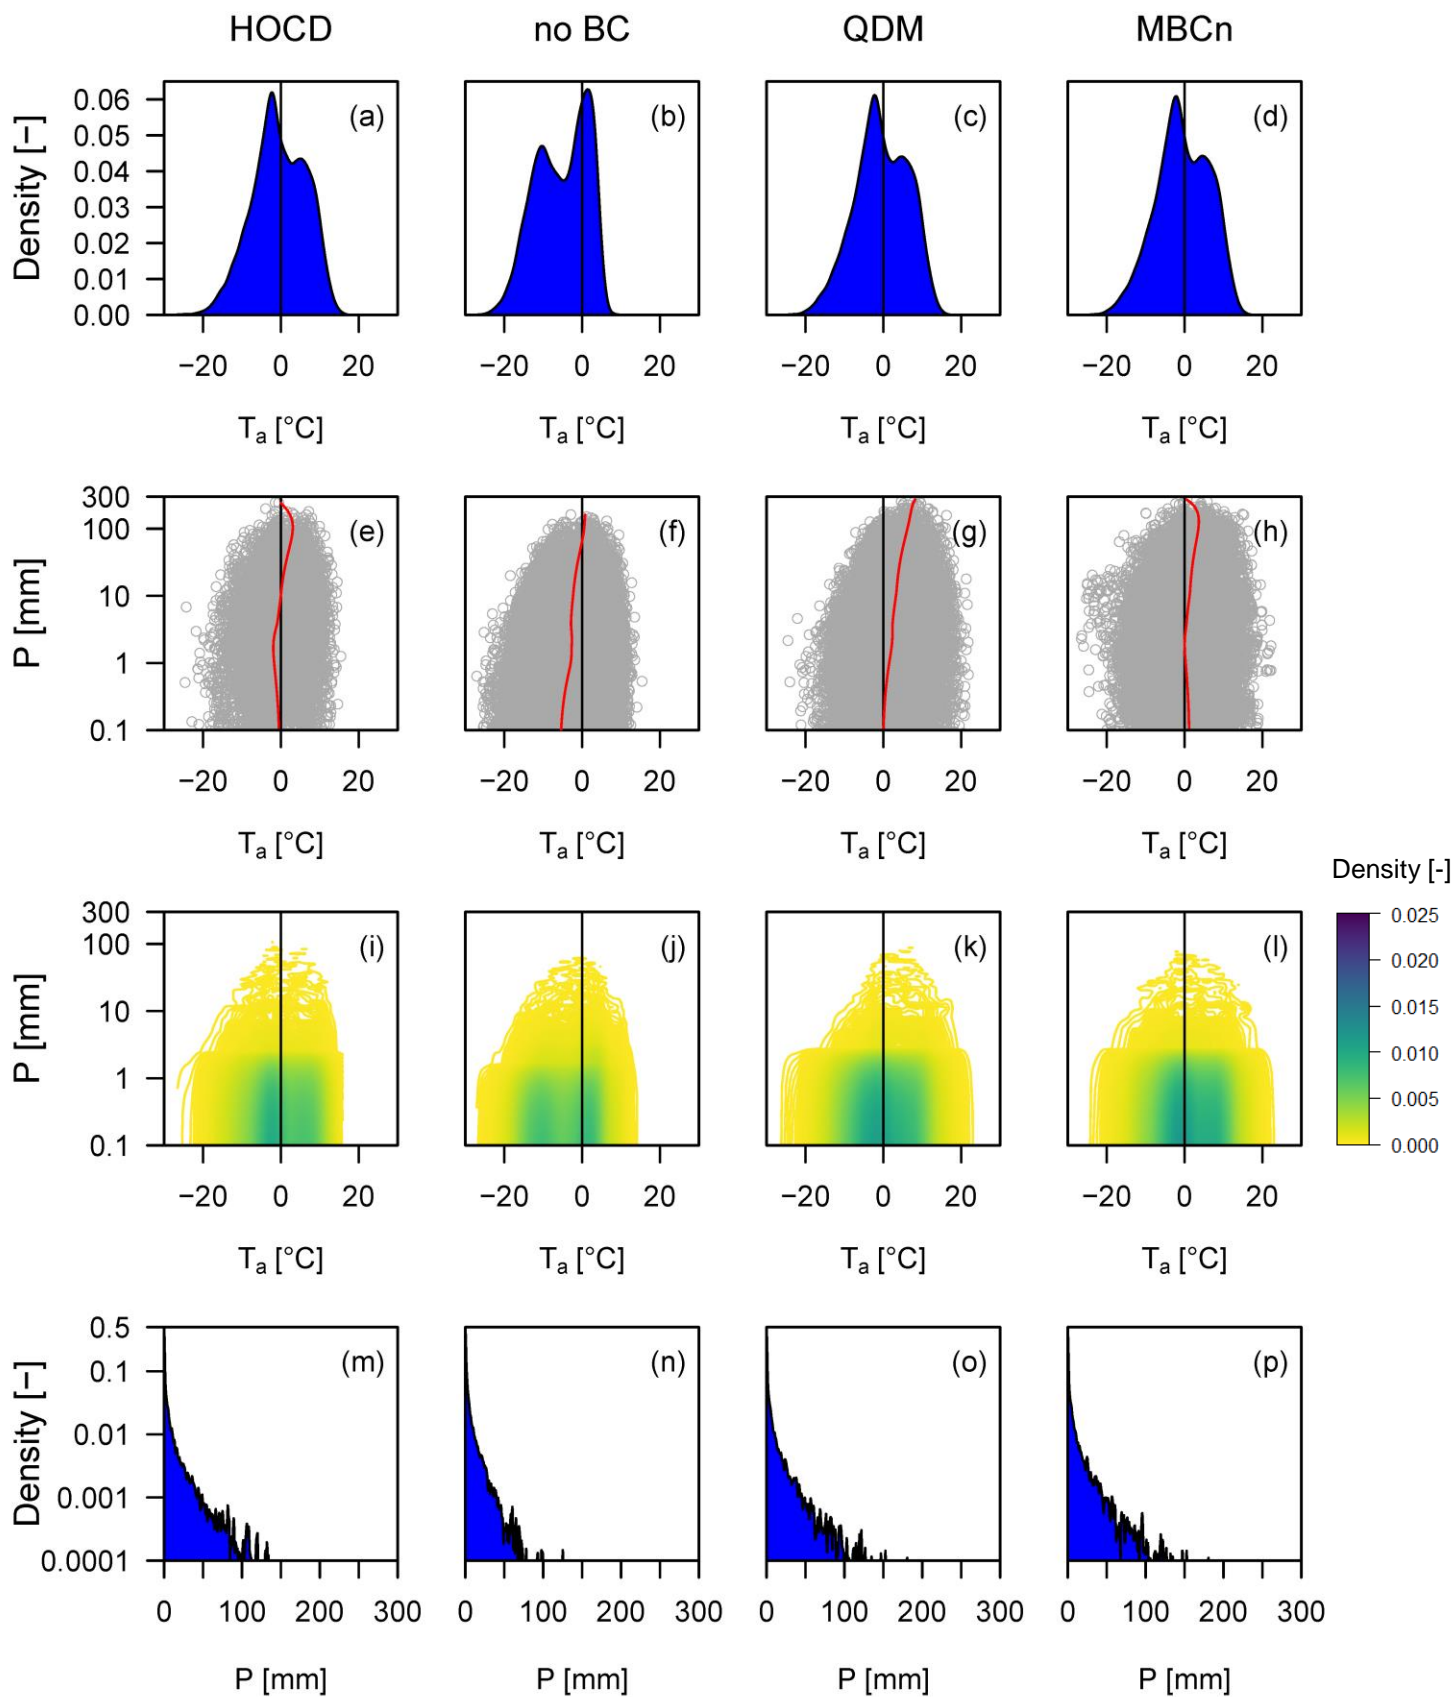 HOCD no BC QDM MBCn
Density [−]
0.06
0.05
0.04
0.03
0.02
0.01
0.00
(a) (b) (c) (d)
−20 0 20 −20 0 20 −20 0 20 −20 0 20
Ta [°C] Ta [°C] Ta [°C] Ta [°C]
P [mm]
300
100
10
1
0.1
(e) (f) (g) (h)
−20 0 20 −20 0 20 −20 0 20 −20 0 20
Ta [°C] Ta [°C] Ta [°C] Ta [°C]
P [mm]
300
100
10
1
0.1
(i) (j) (k) (l)
−20 0 20 −20 0 20 −20 0 20 −20 0 20
Ta [°C] Ta [°C] Ta [°C] Ta [°C]
Density [-]
0.025
0.020
0.015
0.010
0.005
0.000
Density [−]
0.5
0.1
0.01
0.001
0.0001
(m) (n) (o) (p)
0 100 200 300 0 100 200 300 0 100 200 300 0 100 200 300
P [mm] P [mm] P [mm] P [mm]